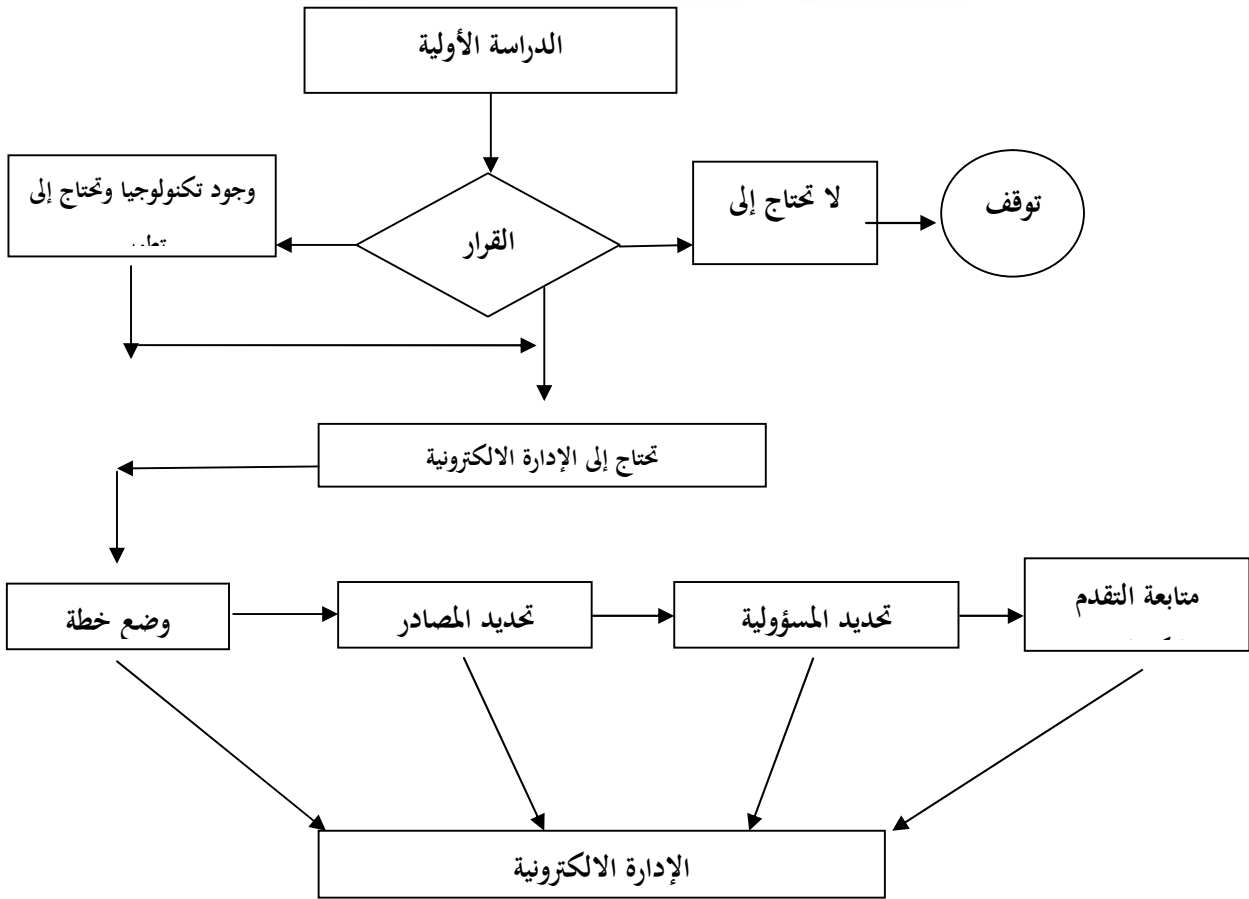 الدراسة الأولية
وجود تكنولوجيا وتحتاج إلى
القرار
لا تحتاج إلى
توقف
تحتاج إلى الإدارة الالكترونية
وضع خطة
تحديد المصادر
تحديد المسؤولية
متابعة التقدم
الإدارة الالكترونية